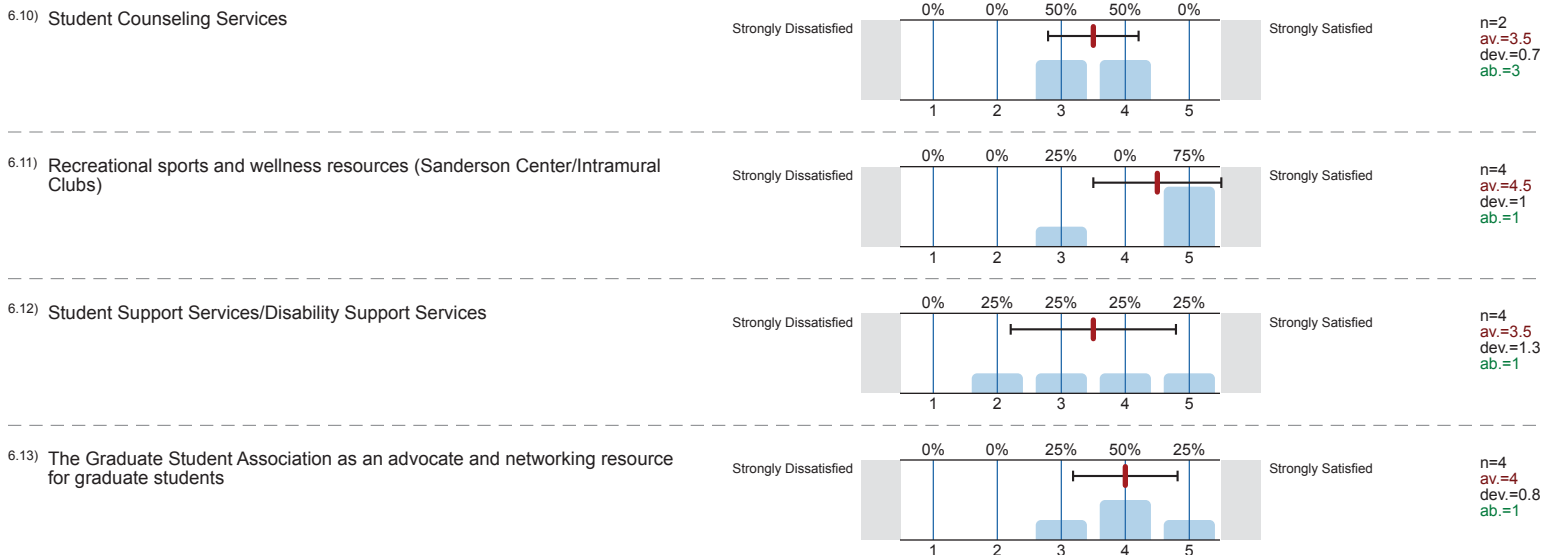 6.10) Student Counseling Services
Strongly Dissatisfied
0% 0% 50% 50% 0%
1 2 3 4 5
Strongly Satisfied
n=2
av.=3.5
dev.=0.7
ab.=3
6.11) Recreational sports and wellness resources (Sanderson Center/Intramural
Clubs)
Strongly Dissatisfied
0% 0% 25% 0% 75%
1 2 3 4 5
Strongly Satisfied
n=4
av.=4.5
dev.=1
ab.=1
6.12) Student Support Services/Disability Support Services
Strongly Dissatisfied
0% 25% 25% 25% 25%
1 2 3 4 5
Strongly Satisfied
n=4
av.=3.5
dev.=1.3
ab.=1
6.13) The Graduate Student Association as an advocate and networking resource
for graduate students
Strongly Dissatisfied
0% 0% 25% 50% 25%
1 2 3 4 5
Strongly Satisfied
n=4
av.=4
dev.=0.8
ab.=1